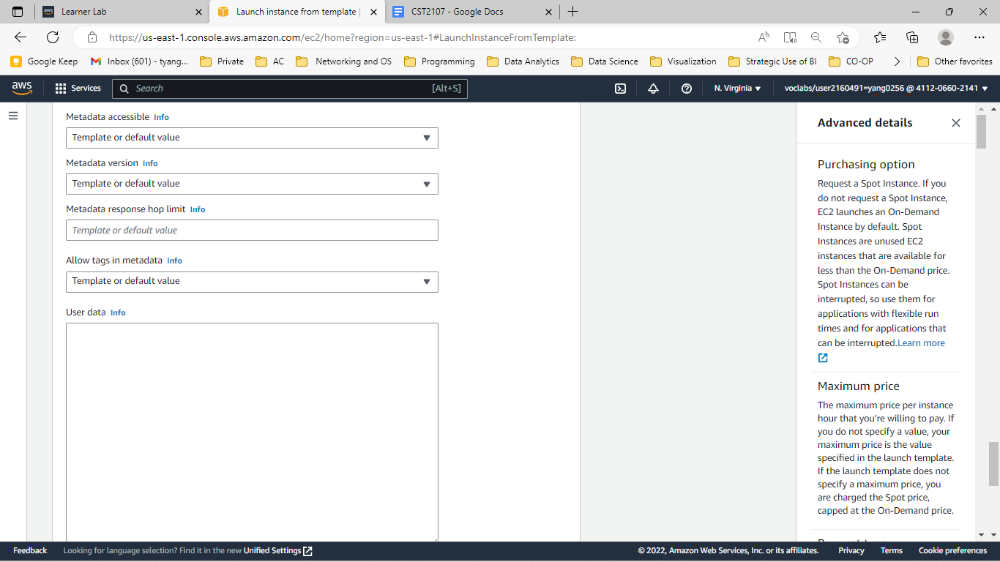 Learner Lab
Launch instance from template |
CST2107 - Google Docs
https://us-east-1.console.aws.amazon.com/ec2/home?region=us-east-1#LaunchInstanceFromTemplate:
Google Keep
Inbox (601) - tyang...
Private
AC
Networking and OS
Programming
Data Analytics
Data Science
Visualization
Strategic Use of BI
CO-OP
Other favorites
aws
Services
Search
[Alt+S]
N. Virginia
voclabs/user2160491=yang0256 @ 4112-0660-2141
Metadata accessible Info
Template or default value
Metadata version Info
Template or default value
Metadata response hop limit Info
Template or default value
Allow tags in metadata Info
Template or default value
User data Info
Advanced details
Purchasing option
Request a Spot Instance. If you
do not request a Spot Instance,
EC2 launches an On-Demand
Instance by default. Spot
Instances are unused EC2
instances that are available for
less than the On-Demand price.
Spot Instances can be
interrupted, so use them for
applications with flexible run
times and for applications that
can be interrupted.Learn more
Maximum price
The maximum price per instance
hour that you're willing to pay. If
you do not specify a value, your
maximum price is the value
specified in the launch template.
If the launch template does not
specify a maximum price, you
are charged the Spot price,
capped at the On-Demand price.
Feedback
Looking for language selection? Find it in the new Unified Settings
© 2022, Amazon Web Services, Inc. or its affiliates.
Privacy
Terms
Cookie preferences